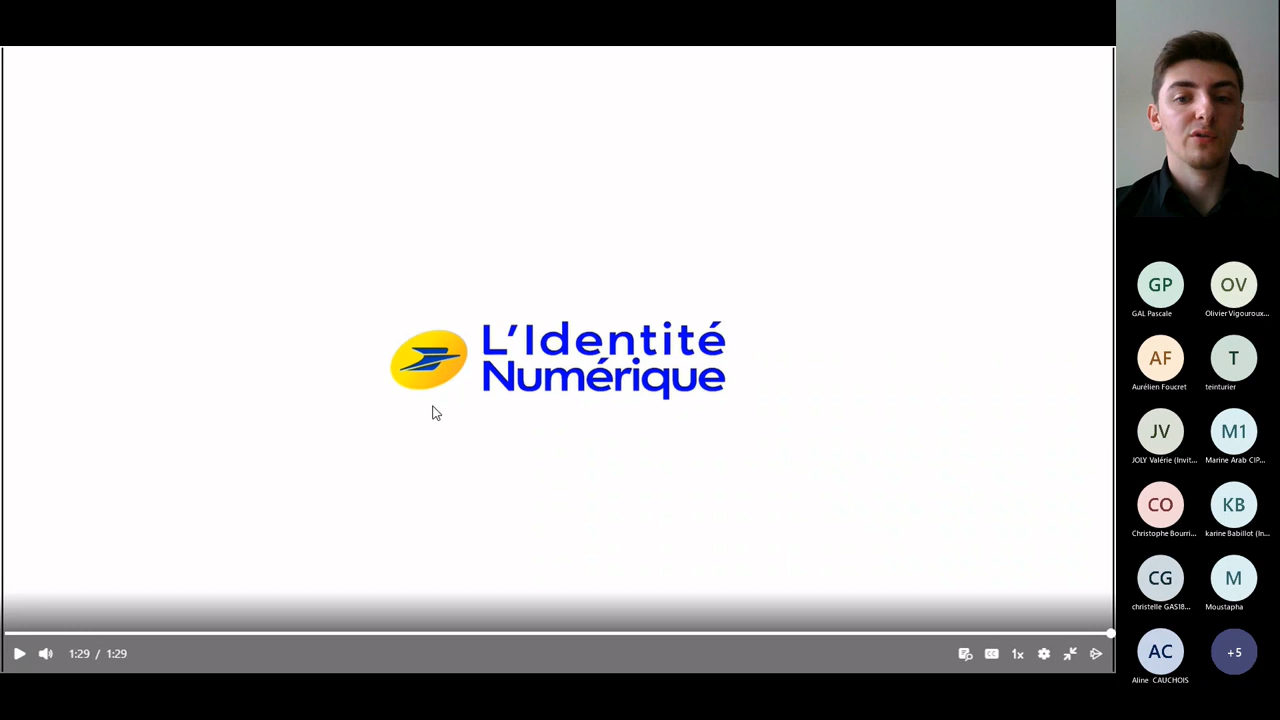 L'Identité
Numérique
1:29 / 1:29
CC
1x
GP
GAL Pascale
OV
Olivier Vigouroux...
AF
Aurélien Foucret
T
teinturier
JV
JOLY Valérie (Invit...
M1
Marine Arab CIP...
CO
Christophe Bourri...
KB
karine Babillot (In...
CG
christelle GAS18...
M
Moustapha
AC
Aline CAUCHOIS
+5